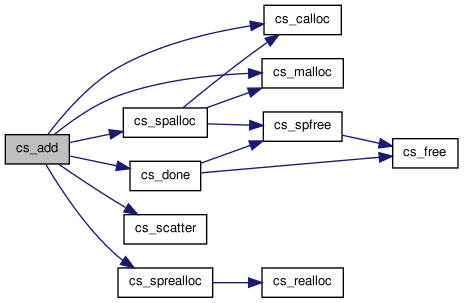 cs_add
cs_calloc
cs_malloc
cs_spalloc
cs_spfree
cs_done
cs_free
cs_scatter
cs_sprealloc
cs_realloc